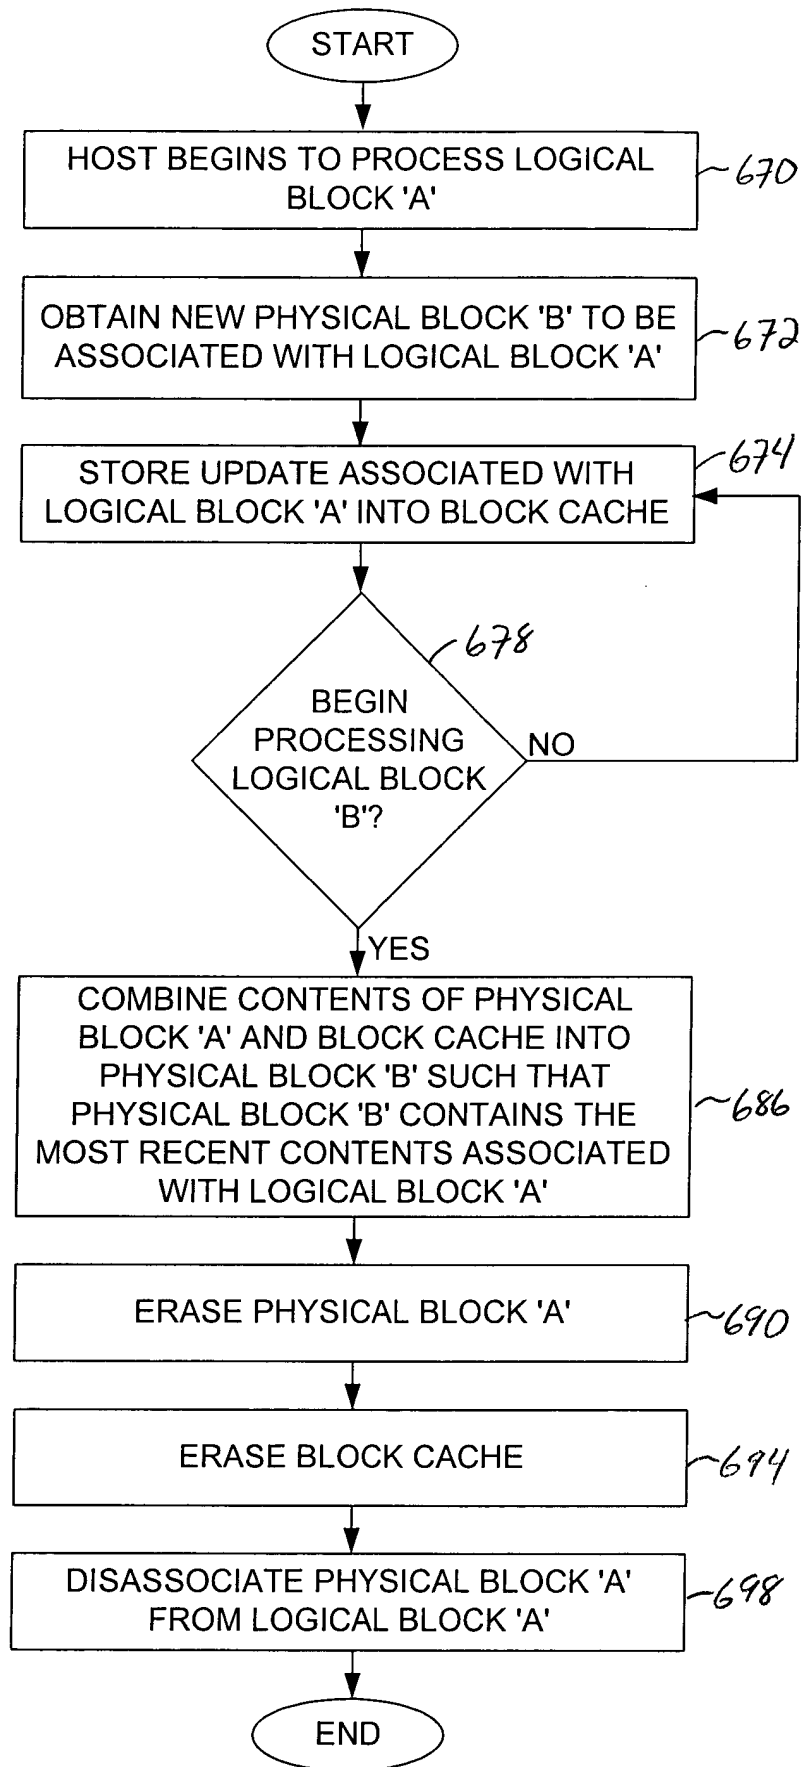 START
HOST BEGINS TO PROCESS LOGICAL
BLOCK 'A'
670
OBTAIN NEW PHYSICAL BLOCK 'B' TO BE
ASSOCIATED WITH LOGICAL BLOCK 'A'
672
STORE UPDATE ASSOCIATED WITH
LOGICAL BLOCK 'A' INTO BLOCK CACHE
674
678
BEGIN
PROCESSING
LOGICAL BLOCK
'B'?
NO
YES
COMBINE CONTENTS OF PHYSICAL
BLOCK 'A' AND BLOCK CACHE INTO
PHYSICAL BLOCK 'B' SUCH THAT
PHYSICAL BLOCK 'B' CONTAINS THE
MOST RECENT CONTENTS ASSOCIATED
WITH LOGICAL BLOCK 'A'
686
ERASE PHYSICAL BLOCK 'A'
690
ERASE BLOCK CACHE
694
DISASSOCIATE PHYSICAL BLOCK 'A'
FROM LOGICAL BLOCK 'A'
698
END